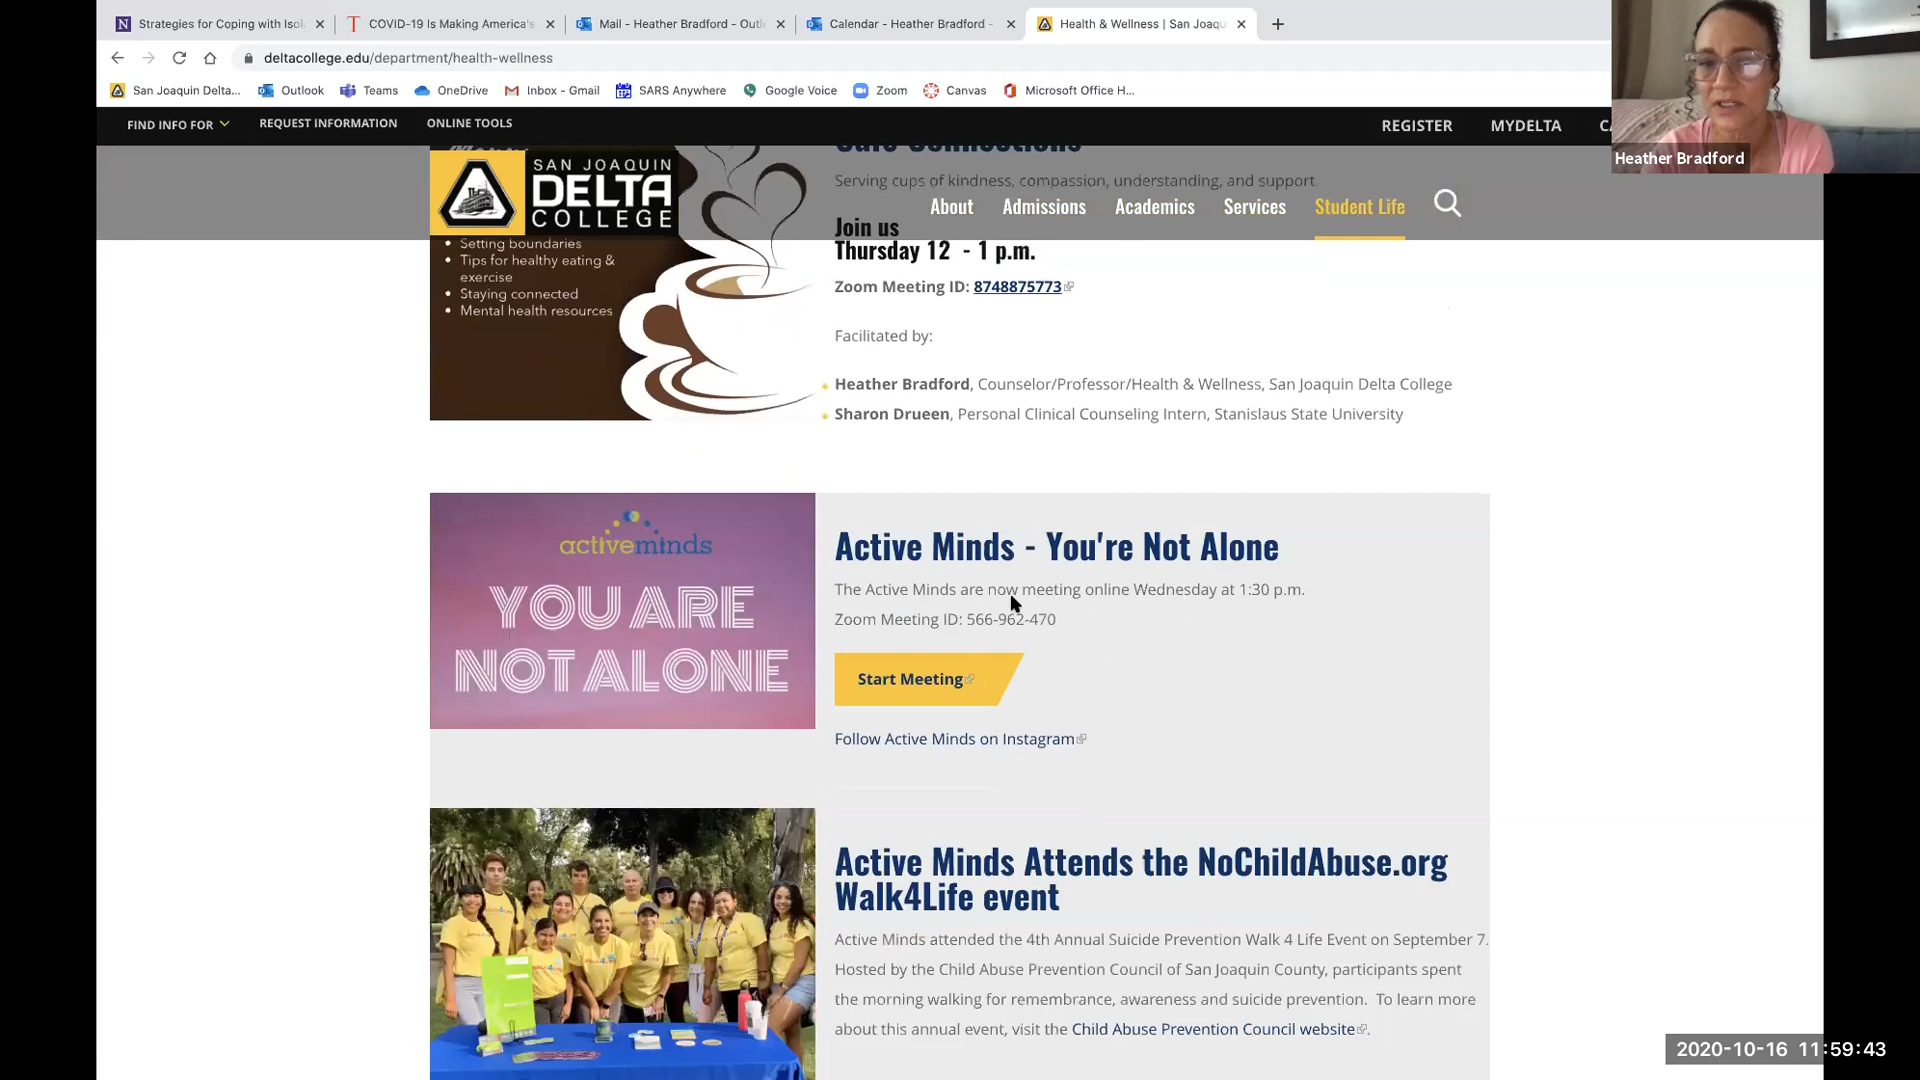 Strategies for Coping with Isol
COVID-19 Is Making America's
Mail - Heather Bradford - Outl
Calendar - Heather Bradford -
Health & Wellness | San Joaqu
deltacollege.edu/department/health-wellness
San Joaquin Delta...
Outlook
Teams
OneDrive
Inbox - Gmail
SARS Anywhere
Google Voice
Zoom
Canvas
Microsoft Office H...
FIND INFO FOR
REQUEST INFORMATION
ONLINE TOOLS
REGISTER
MYDELTA
CA
Heather Bradford
SAN JOAQUIN
DELTA
COLLEGE
About
Admissions
Academics
Services
Student Life
• Setting boundaries
• Tips for healthy eating &
exercise
• Staying connected
• Mental health resources
Serving cups of kindness, compassion, understanding, and support
Join us
Thursday 12 - 1 p.m.
Zoom Meeting ID: 8748875773
Facilitated by:
Heather Bradford, Counselor/Professor/Health & Wellness, San Joaquin Delta College
Sharon Drueen, Personal Clinical Counseling Intern, Stanislaus State University
activeminds
YOU ARE
NOT ALONE
Active Minds - You're Not Alone
The Active Minds are now meeting online Wednesday at 1:30 p.m.
Zoom Meeting ID: 566-962-470
Start Meeting
Follow Active Minds on Instagram
Active Minds Attends the NoChildAbuse.org
Walk4Life event
Active Minds attended the 4th Annual Suicide Prevention Walk 4 Life Event on September 7.
Hosted by the Child Abuse Prevention Council of San Joaquin County, participants spent
the morning walking for remembrance, awareness and suicide prevention. To learn more
about this annual event, visit the Child Abuse Prevention Council website.
2020-10-16 11:59:43